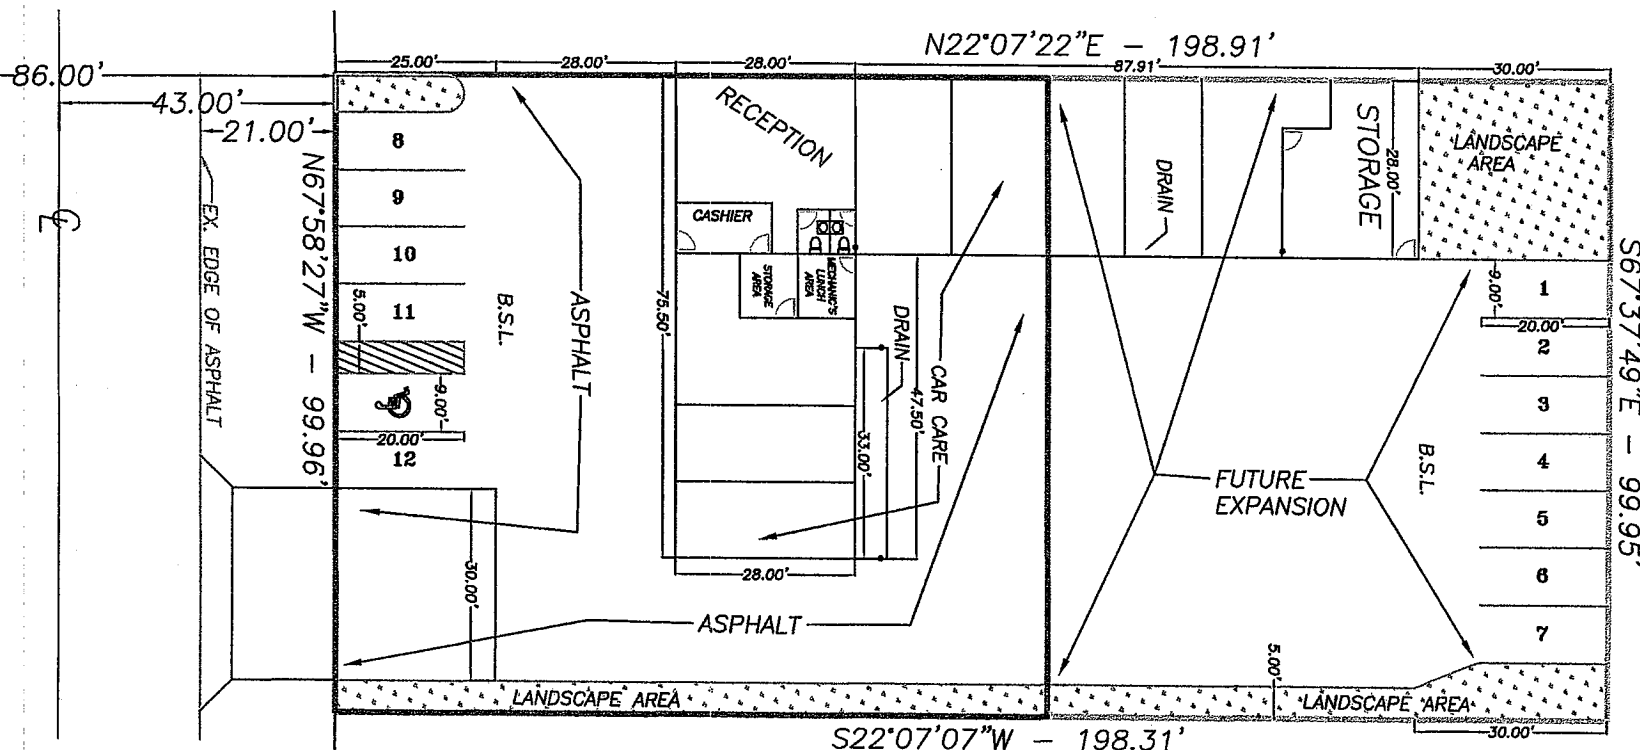 N22°07'22"E - 198.91'
25.00'
28.00'
28.00'
87.91'
30.00'
86.00'
43.00'
21.00'
N67°58'27"W - 99.96'
EX. EDGE OF ASPHALT
8
9
10
11
5.00'
9.00'
20.00'
12
30.00'
B.S.L.
ASPHALT
75.50'
RECEPTION
CASHIER
STORAGE
AREA
MECHANIC'S
LUNCH
AREA
DRAIN
33.00'
47.50'
CAR CARE
28.00'
ASPHALT
DRAIN
STORAGE
28.00'
LANDSCAPE
AREA
FUTURE
EXPANSION
B.S.L.
9.00'
1
20.00'
2
3
4
5
6
7
S67°37'49"E - 99.95'
5.00'
LANDSCAPE AREA
LANDSCAPE AREA
30.00'
S22°07'07"W - 198.31'